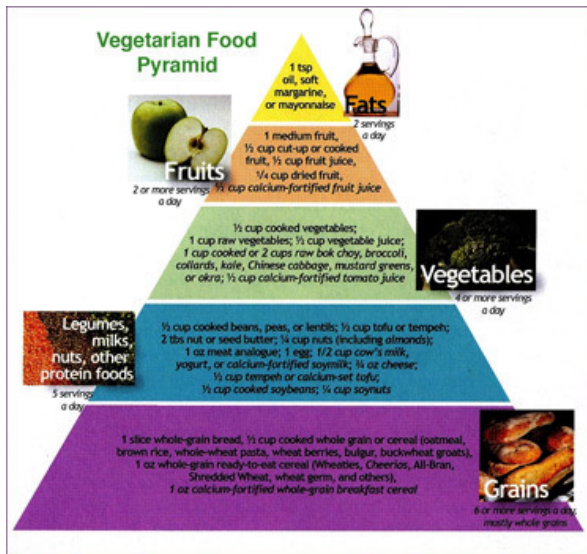 Vegetarian Food
Pyramid
1 tsp
oil, soft
margarine,
or mayonnaise
Fats
2 servings
a day
1 medium fruit,
½ cup cut-up or cooked
fruit, ½ cup fruit juice,
¼ cup dried fruit,
½ cup calcium-fortified fruit juice
Fruits
2 or more servings
a day
½ cup cooked vegetables;
1 cup raw vegetables; ½ cup vegetable juice;
1 cup cooked or 2 cups raw bok choy, broccoli,
collards, kale, Chinese cabbage, mustard greens,
or okra; ½ cup calcium-fortified tomato juice
Vegetables
4 or more servings
a day
Legumes,
milks,
nuts, other
protein foods
5 servings
a day
½ cup cooked beans, peas, or lentils; ½ cup tofu or tempeh;
2 tbs nut or seed butter; ¼ cup nuts (including almonds);
1 oz meat analogue; 1 egg; 1/2 cup cow's milk,
yogurt, or calcium-fortified soymilk; ¾ oz cheese;
½ cup tempeh or calcium-set tofu;
½ cup cooked soybeans; ¼ cup soynuts
1 slice whole-grain bread, ½ cup cooked whole grain or cereal (oatmeal,
brown rice, whole-wheat pasta, wheat berries, bulgur, buckwheat groats),
1 oz whole-grain ready-to-eat cereal (Wheaties, Cheerios, All-Bran,
Shredded Wheat, wheat germ, and others),
1 oz calcium-fortified whole-grain breakfast cereal
Grains
6 or more servings a day,
mostly whole grains